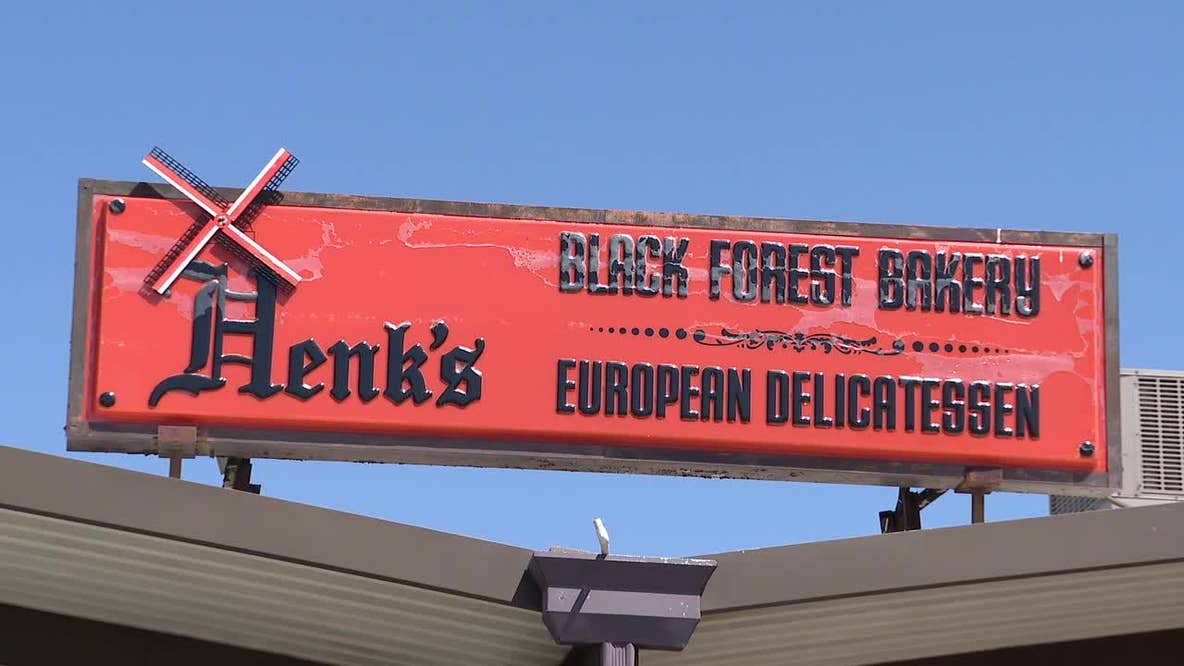 Henk's
BLACK FOREST BAKERY
EUROPEAN DELICATESSEN